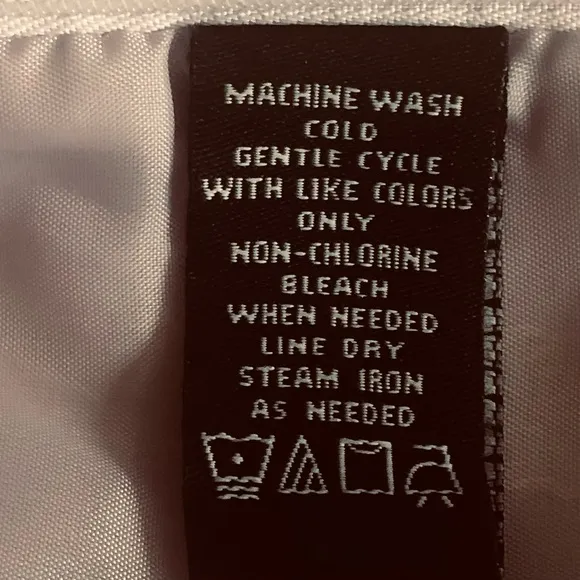 MACHINE WASH
COLD
GENTLE CYCLE
WITH LIKE COLORS
ONLY
NON-CHLORINE
BLEACH
WHEN NEEDED
LINE DRY
STEAM IRON
AS NEEDED